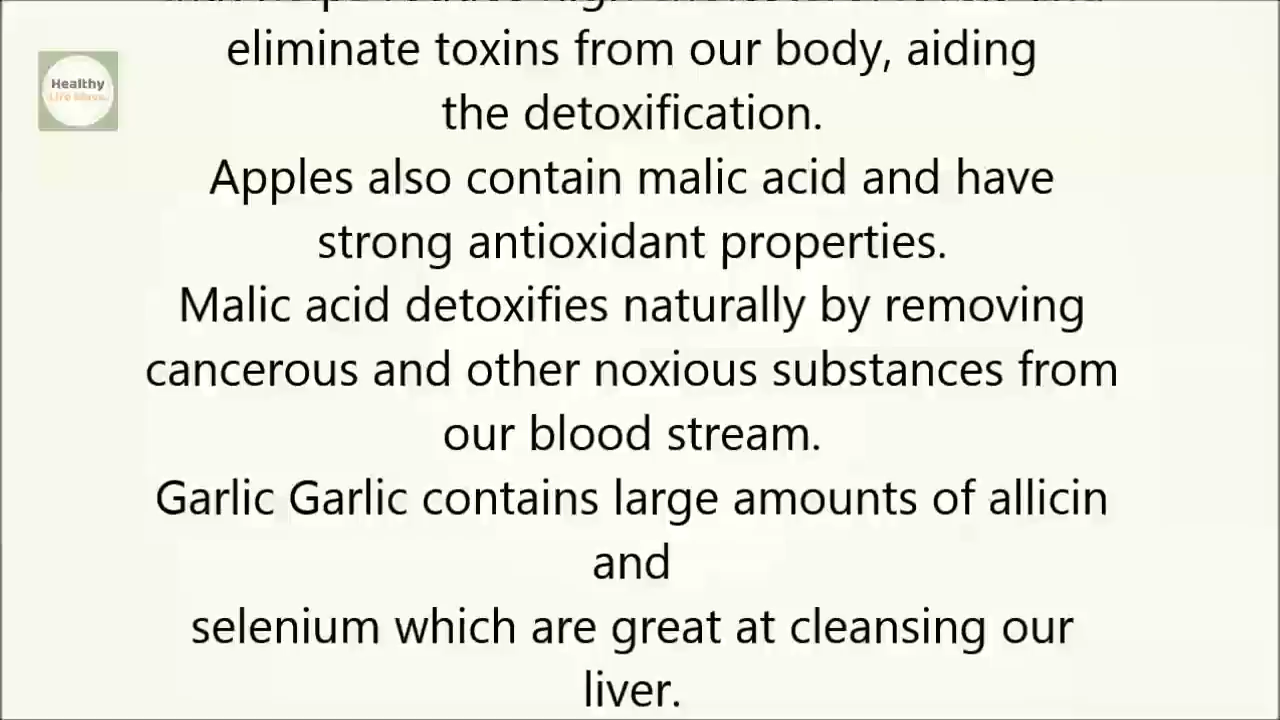 eliminate toxins from our body, aiding
the detoxification.
Healthy
Apples also contain malic acid and have
strong antioxidant properties.
Malic acid detoxifies naturally by removing
cancerous and other noxious substances from
our blood stream.
Garlic Garlic contains large amounts of allicin
and
selenium which are great at cleansing our
liver.